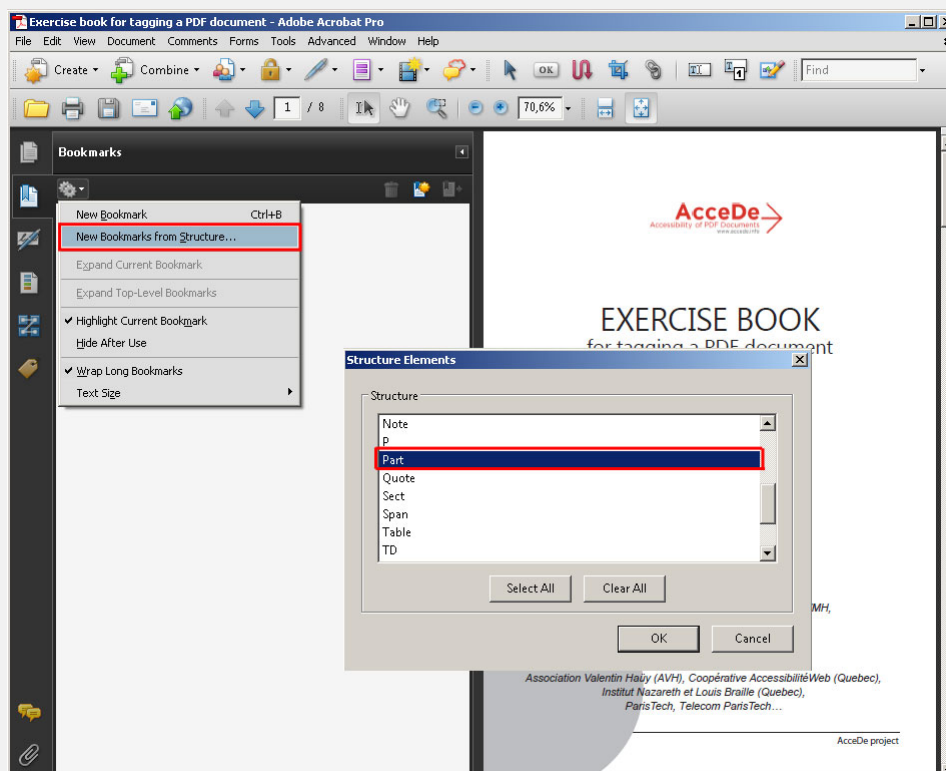 Exercise book for tagging a PDF document - Adobe Acrobat Pro
File Edit View Document Comments Forms Tools Advanced Window Help
Create Combine OK Find
1 / 8 70,6%
Bookmarks
New Bookmark Ctrl+B
New Bookmarks from Structure...
Expand Current Bookmark
Expand Top-Level Bookmarks
Highlight Current Bookmark
Hide After Use
Wrap Long Bookmarks
Text Size
AcceDe
Accessibility of PDF Documents
www.accede.info
EXERCISE BOOK
for tagging a PDF document
Structure Elements
Structure
Note
P
Part
Quote
Sect
Span
Table
TD
Select All Clear All
OK Cancel
Association Valentin Haüy (AVH), Coopérative AccessibilitéWeb (Quebec),
Institut Nazareth et Louis Braille (Quebec),
ParisTech, Telecom ParisTech…
AcceDe project